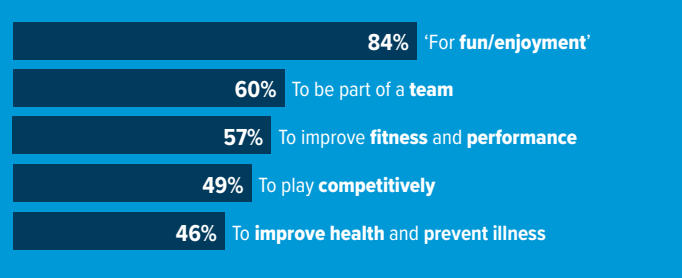 84% ‘For fun/enjoyment’
60% To be part of a team
57% To improve fitness and performance
49% To play competitively
46% To improve health and prevent illness